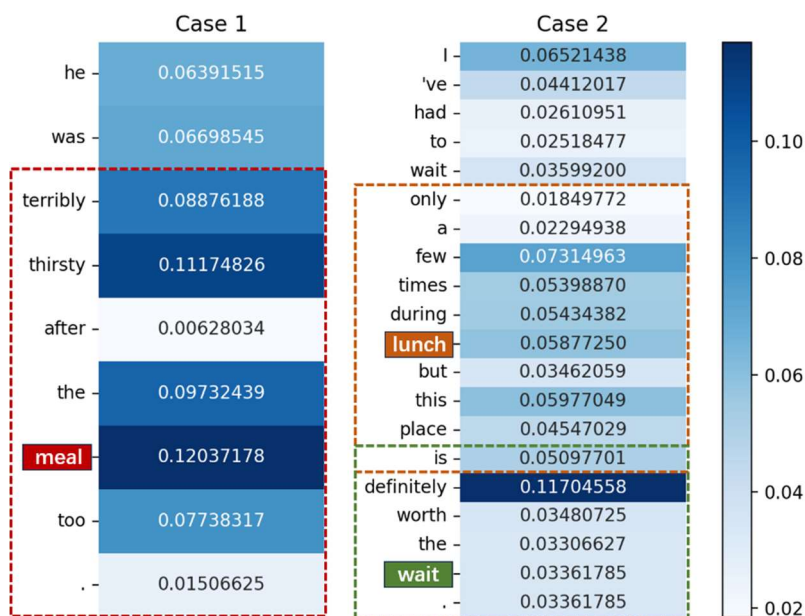 Case 1
he - 0.06391515
was - 0.06698545
terribly - 0.08876188
thirsty - 0.11174826
after - 0.00628034
the - 0.09732439
meal - 0.12037178
too - 0.07738317
. - 0.01506625
Case 2
I - 0.06521438
've - 0.04412017
had - 0.02610951
to - 0.02518477
wait - 0.03599200
only - 0.01849772
a - 0.02294938
few - 0.07314963
times - 0.05398870
during - 0.05434382
lunch 0.05877250
but - 0.03462059
this - 0.05977049
place - 0.04547029
is - 0.05097701
definitely - 0.11704558
worth - 0.03480725
the - 0.03306627
wait 0.03361785
. - 0.03361785
0.10
0.08
0.06
0.04
0.02